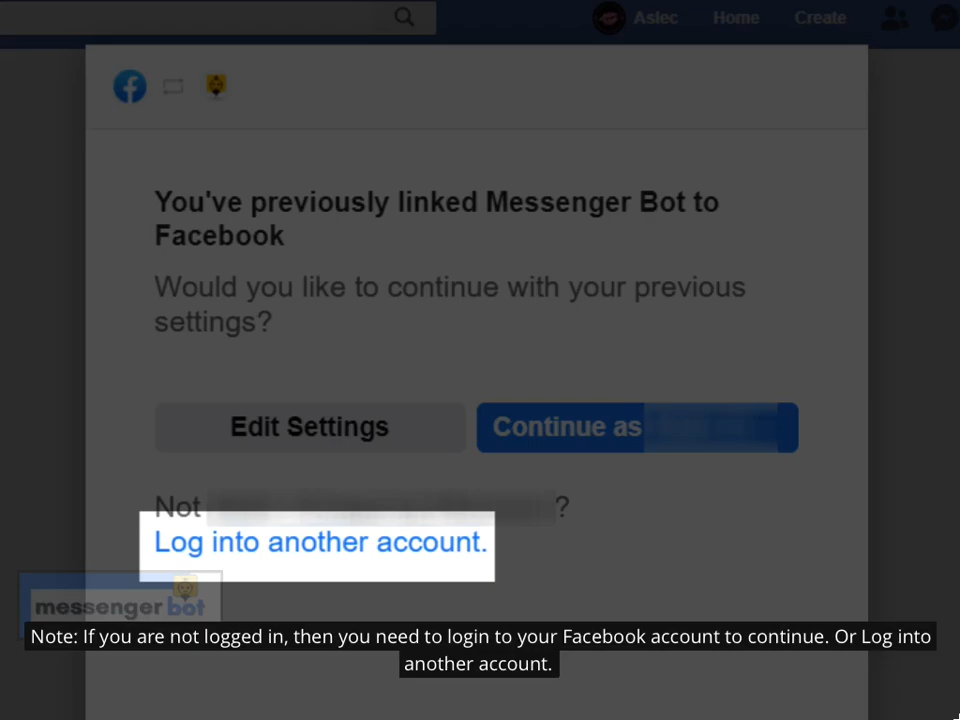 Aslec Home Create
You've previously linked Messenger Bot to
Facebook
Would you like to continue with your previous
settings?
Edit Settings
Continue as
Not ?
Log into another account.
messenger bot
Note: If you are not logged in, then you need to login to your Facebook account to continue. Or Log into
another account.